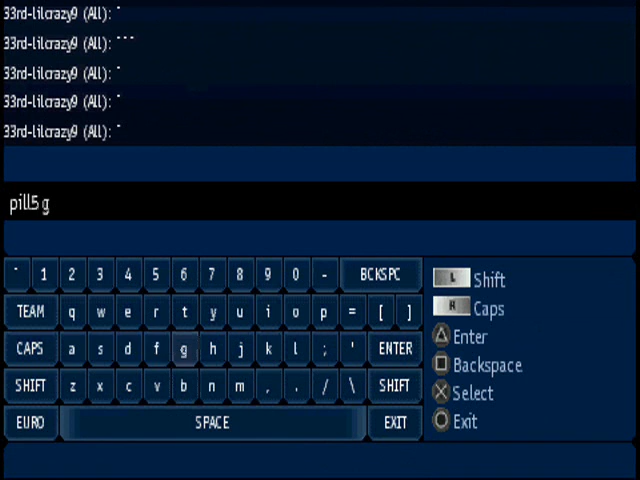 33rd-lilcrazy9 (All): `
33rd-lilcrazy9 (All): ```
33rd-lilcrazy9 (All): `
33rd-lilcrazy9 (All): `
33rd-lilcrazy9 (All): `
pill5 g
` 1 2 3 4 5 6 7 8 9 0 - BCKSPC
TEAM q w e r t y u i o p = [ ]
CAPS a s d f g h j k l ; ' ENTER
SHIFT z x c v b n m , . / \ SHIFT
EURO SPACE EXIT
L Shift
R Caps
Enter
Backspace
Select
Exit